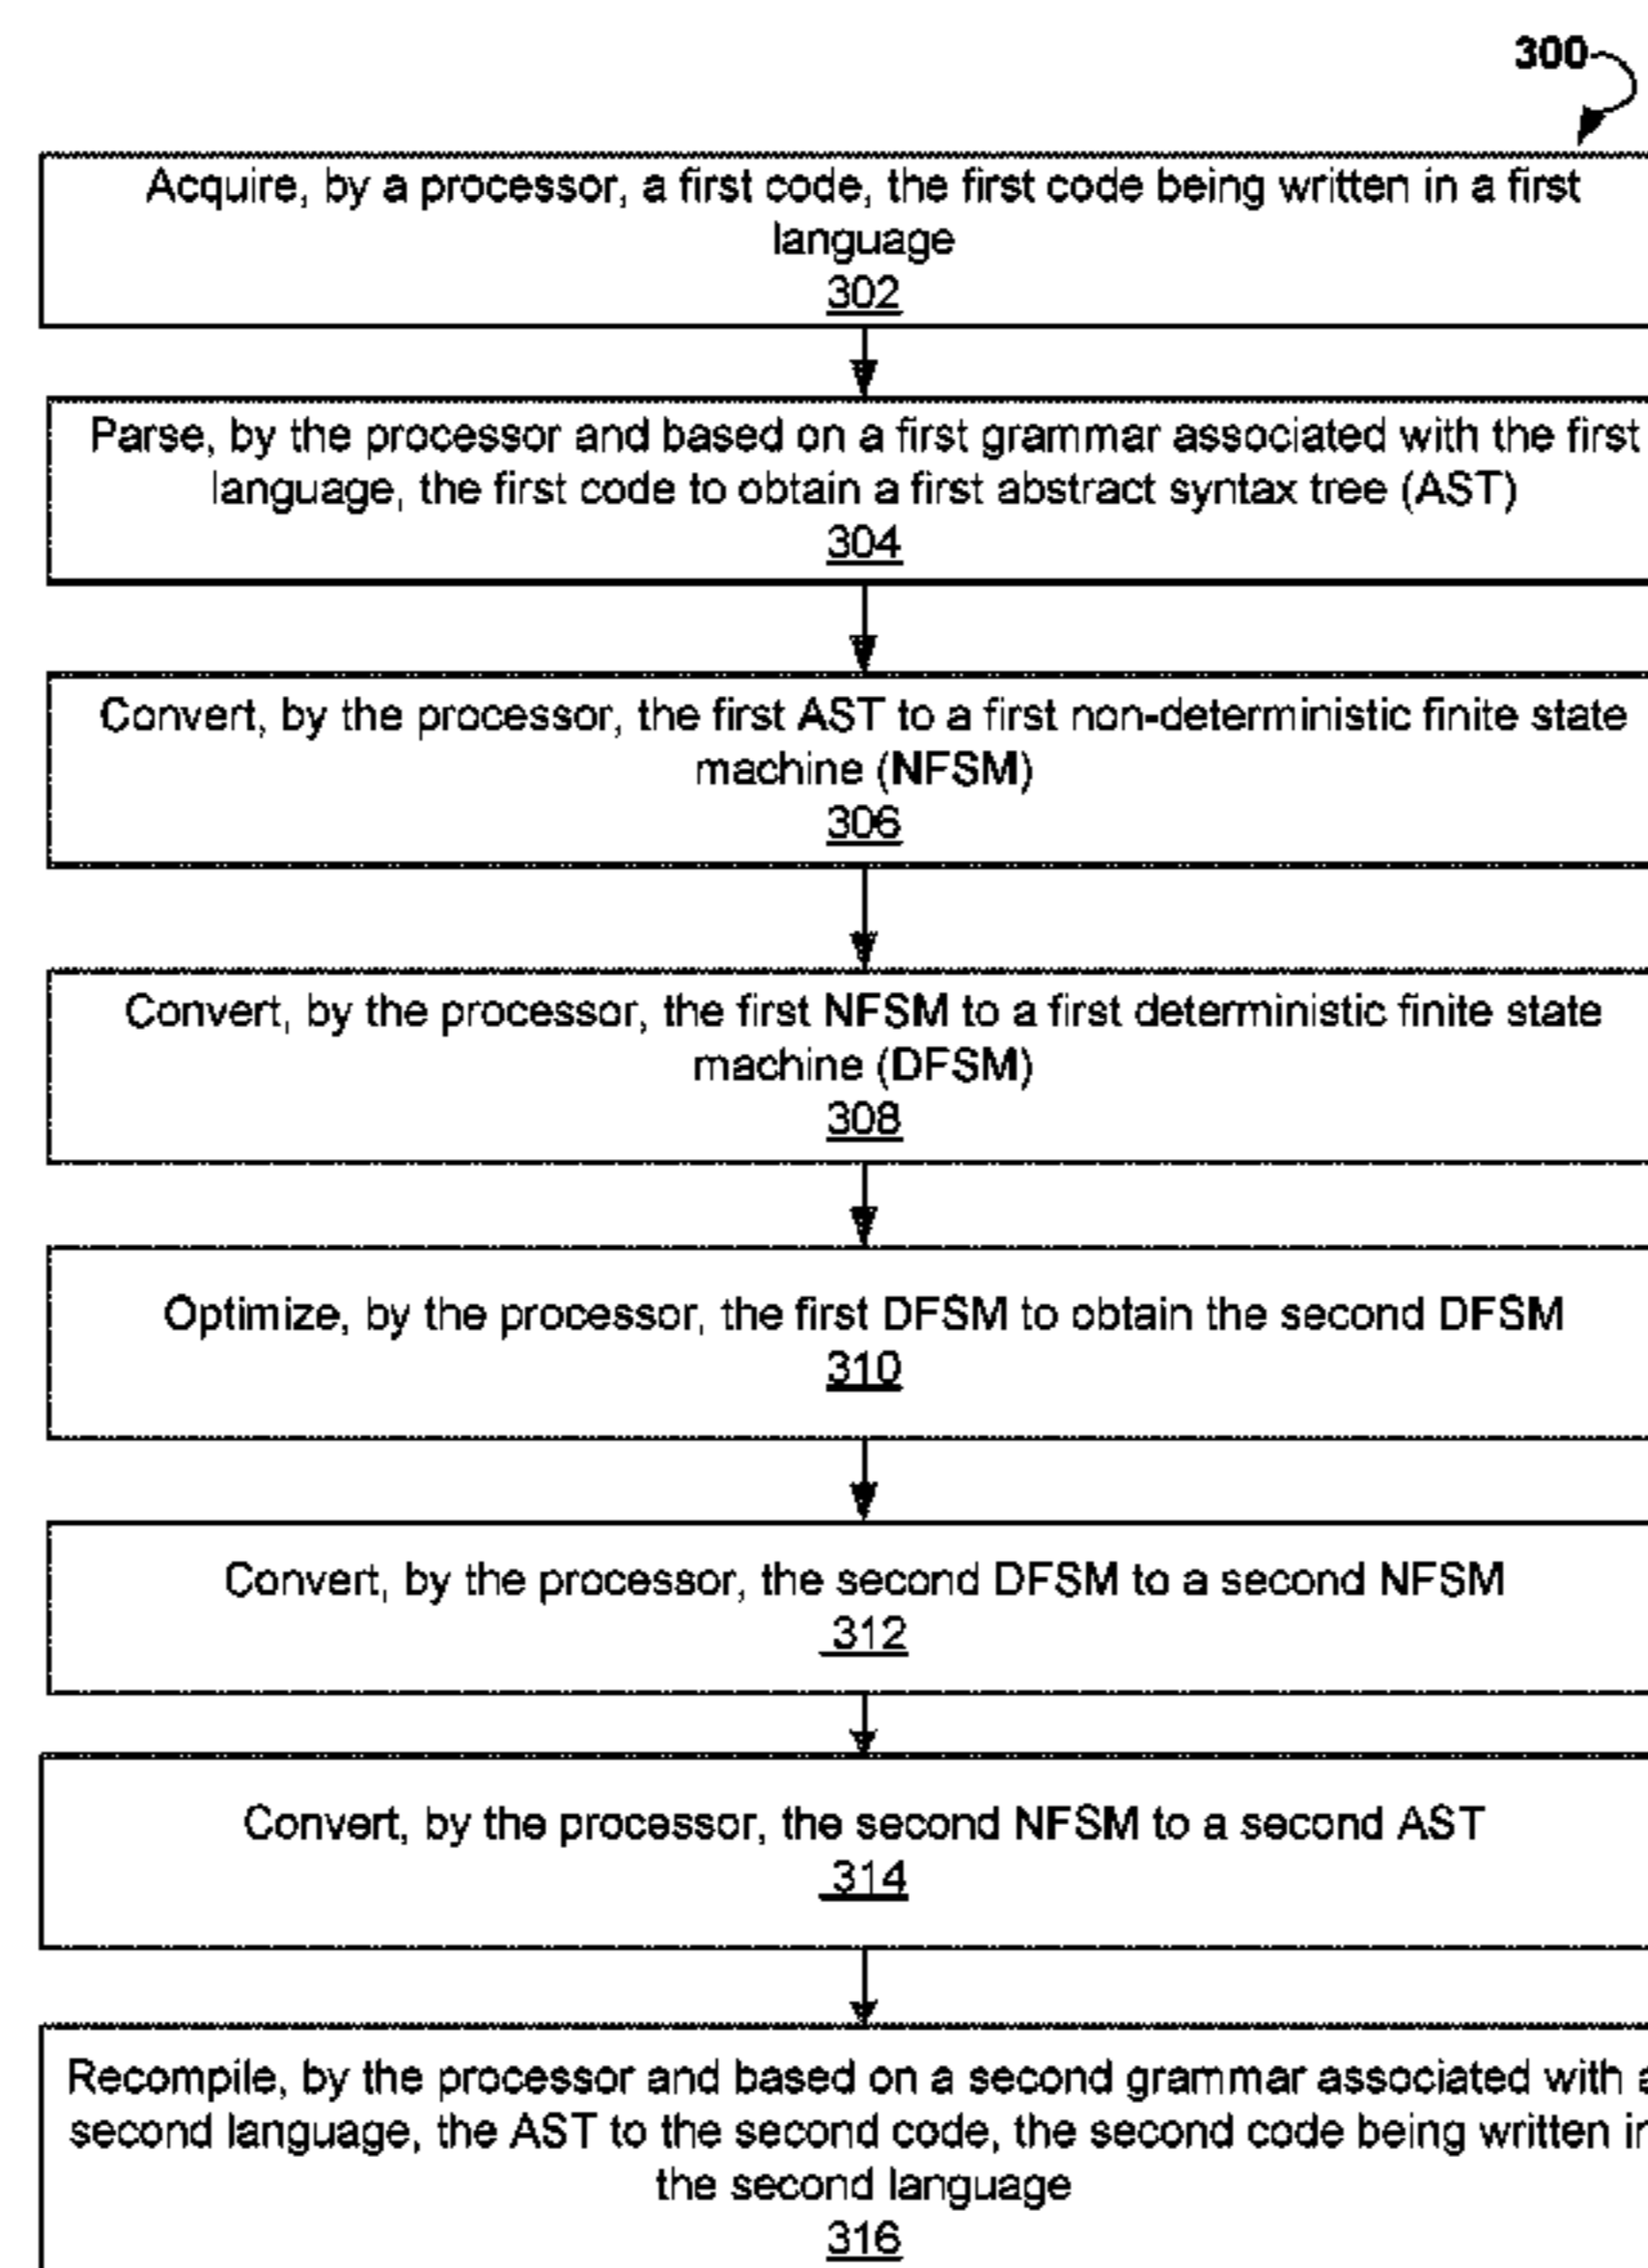 300
Acquire, by a processor, a first code, the first code being written in a first
language
302
Parse, by the processor and based on a first grammar associated with the first
language, the first code to obtain a first abstract syntax tree (AST)
304
Convert, by the processor, the first AST to a first non-deterministic finite state
machine (NFSM)
306
Convert, by the processor, the first NFSM to a first deterministic finite state
machine (DFSM)
308
Optimize, by the processor, the first DFSM to obtain the second DFSM
310
Convert, by the processor, the second DFSM to a second NFSM
312
Convert, by the processor, the second NFSM to a second AST
314
Recompile, by the processor and based on a second grammar associated with a
second language, the AST to the second code, the second code being written in
the second language
316